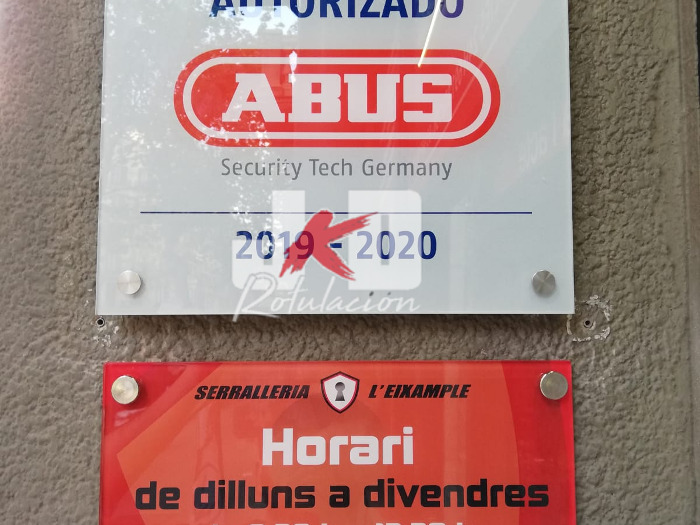 AUTORIZADO
ABUS
Security Tech Germany
2019 - 2020
Rotulación
SERRALLERIA L'EIXAMPLE
Horari
de dilluns a divendres